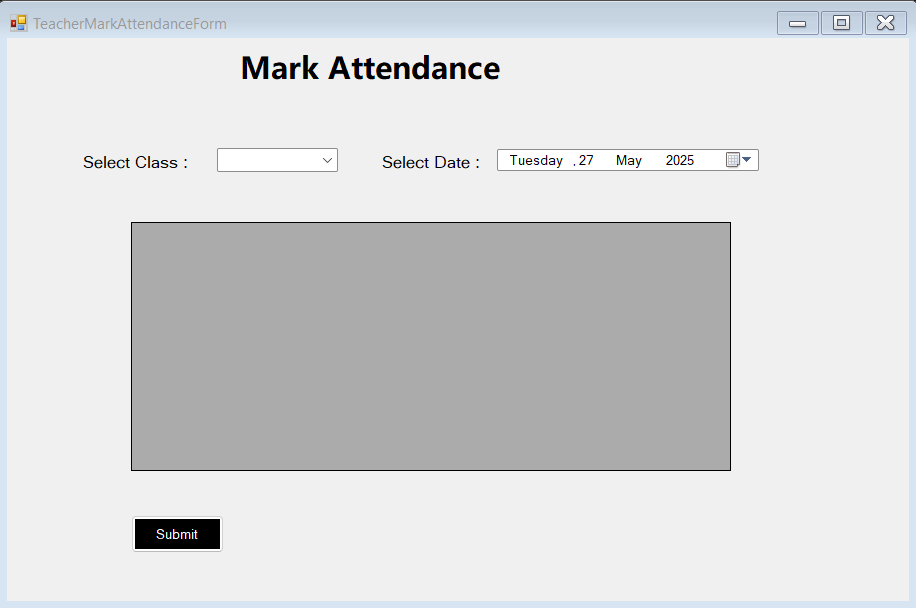 TeacherMarkAttendanceForm
Mark Attendance
Select Class :
Select Date : Tuesday , 27 May 2025
Submit